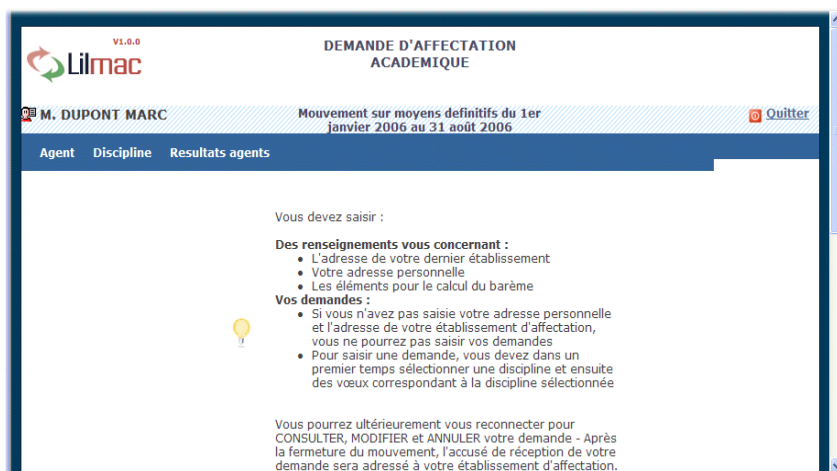 V1.0.0
Lilmac
DEMANDE D'AFFECTATION
ACADEMIQUE
M. DUPONT MARC
Mouvement sur moyens definitifs du 1er
janvier 2006 au 31 août 2006
Quitter
Agent Discipline Resultats agents
Vous devez saisir :
Des renseignements vous concernant :
• L'adresse de votre dernier établissement
• Votre adresse personnelle
• Les éléments pour le calcul du barème
Vos demandes :
• Si vous n'avez pas saisie votre adresse personnelle
et l'adresse de votre établissement d'affectation,
vous ne pourrez pas saisir vos demandes
• Pour saisir une demande, vous devez dans un
premier temps sélectionner une discipline et ensuite
des vœux correspondant à la discipline sélectionnée
Vous pourrez ultérieurement vous reconnecter pour
CONSULTER, MODIFIER et ANNULER votre demande - Après
la fermeture du mouvement, l'accusé de réception de votre
demande sera adressé à votre établissement d'affectation.